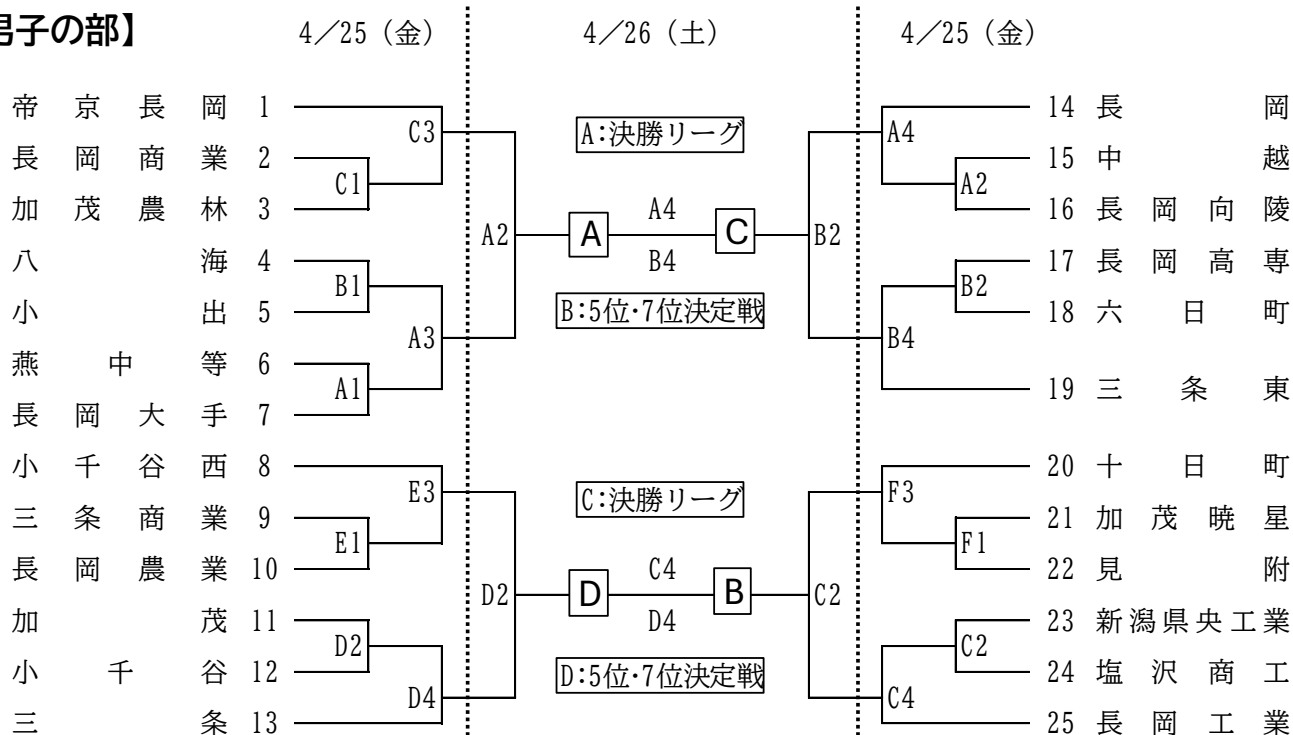 男子の部】 4／25（金） 4／26（土） 4／25（金）
帝京長岡 1 14 長岡
C3 A:決勝リーグ A4
長岡商業 2 15 中越
C1 A2
加茂農林 3 16 長岡向陵
A2 A A4 C B2
八海 4 B4 17 長岡高専
B1 B2
小出 5 B:5位･7位決定戦 18 六日町
A3 B4
燕中等 6
A1 19 三条東
長岡大手 7
小千谷西 8 20 十日町
E3 C:決勝リーグ F3
三条商業 9 21 加茂暁星
E1 F1
長岡農業 10 22 見附
D2 D C4 B C2
加茂 11 D4 23 新潟県央工業
D2 C2
小千谷 12 D:5位･7位決定戦 24 塩沢商工
D4 C4
三条 13 25 長岡工業